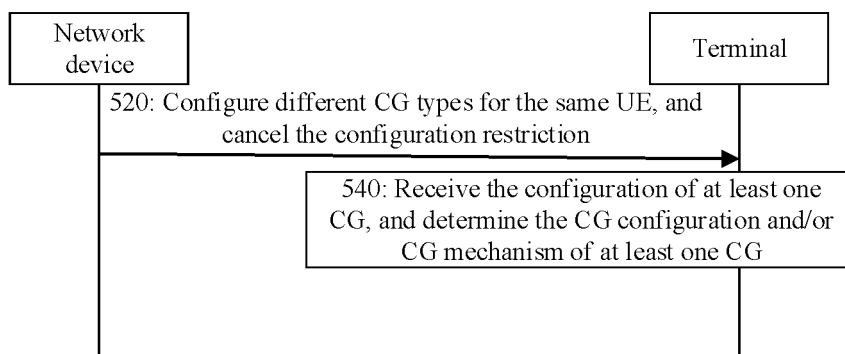 Network
device
Terminal
520: Configure different CG types for the same UE, and
cancel the configuration restriction
540: Receive the configuration of at least one
CG, and determine the CG configuration and/or
CG mechanism of at least one CG